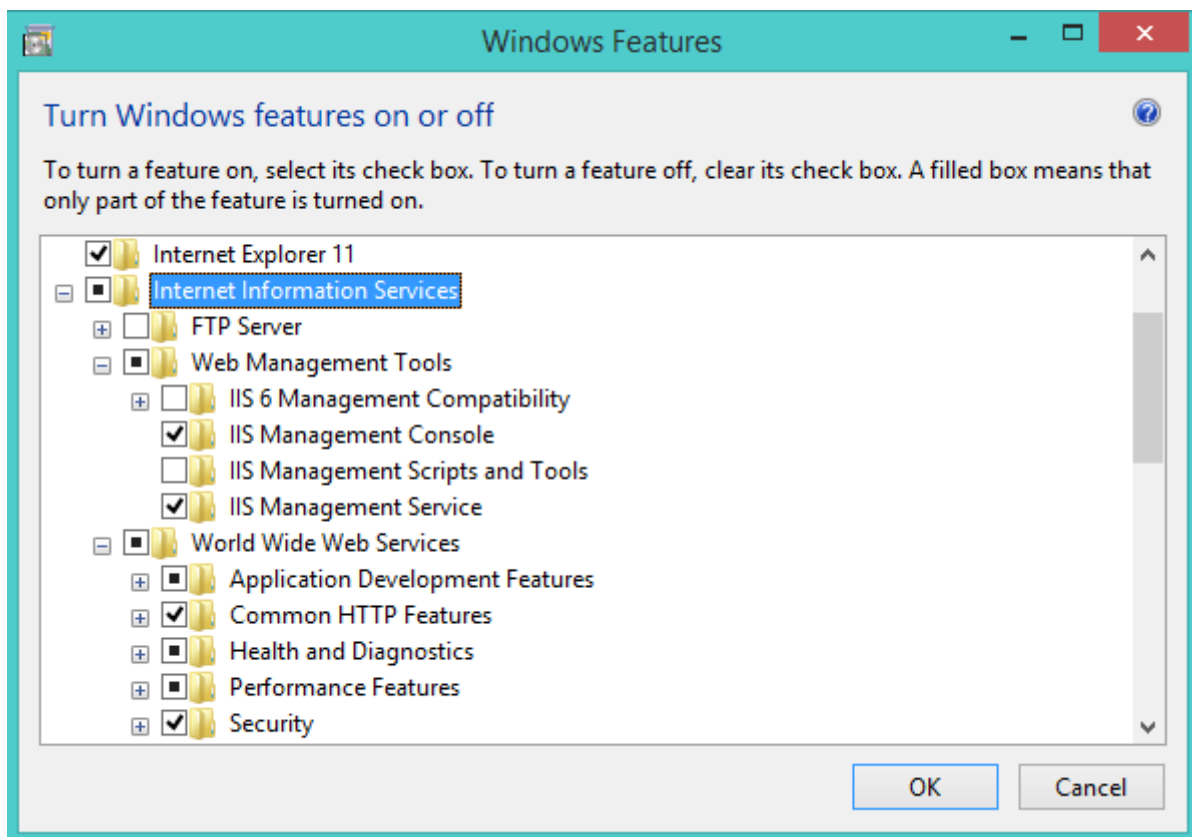 Windows Features
Turn Windows features on or off
To turn a feature on, select its check box. To turn a feature off, clear its check box. A filled box means that
only part of the feature is turned on.
Internet Explorer 11
Internet Information Services
FTP Server
Web Management Tools
IIS 6 Management Compatibility
IIS Management Console
IIS Management Scripts and Tools
IIS Management Service
World Wide Web Services
Application Development Features
Common HTTP Features
Health and Diagnostics
Performance Features
Security
OK Cancel